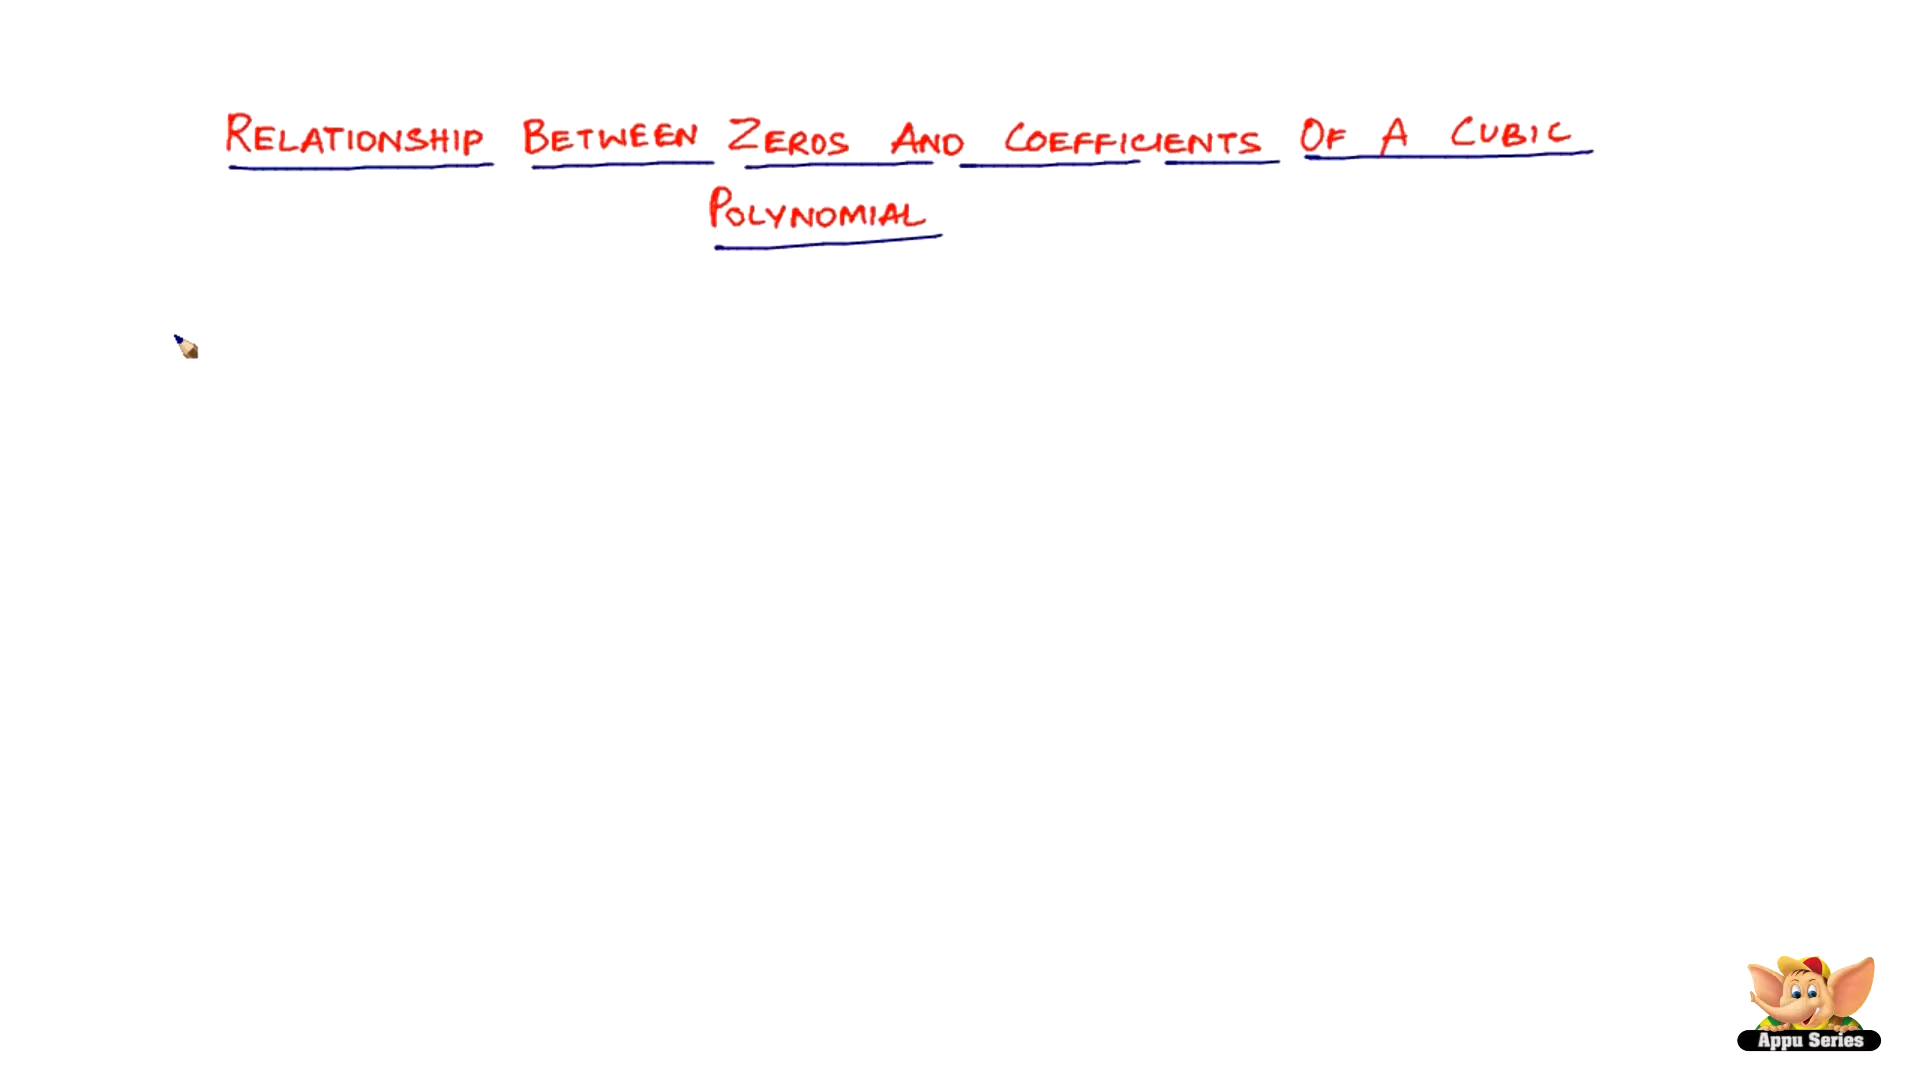 RELATIONSHIP BETWEEN ZEROS AND COEFFICIENTS OF A CUBIC
POLYNOMIAL
Appu Series